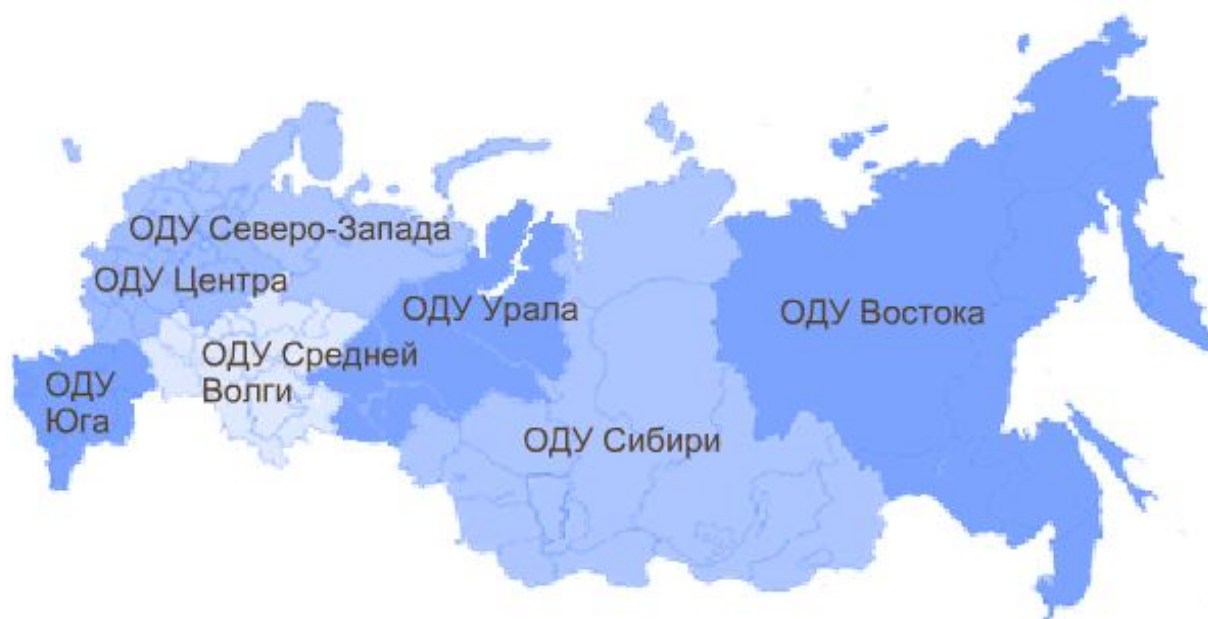 ОДУ Северо-Запада
ОДУ Центра
ОДУ Урала
ОДУ Востока
ОДУ Средней
Волги
ОДУ
Юга
ОДУ Сибири